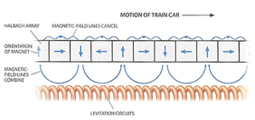 MOTION OF TRAIN CAR
HALBACH ARRAY
MAGNETIC-FIELD LINES CANCEL
ORIENTATION
OF MAGNET
MAGNETIC-
FIELD LINES
COMBINE
LEVITATION CIRCUITS